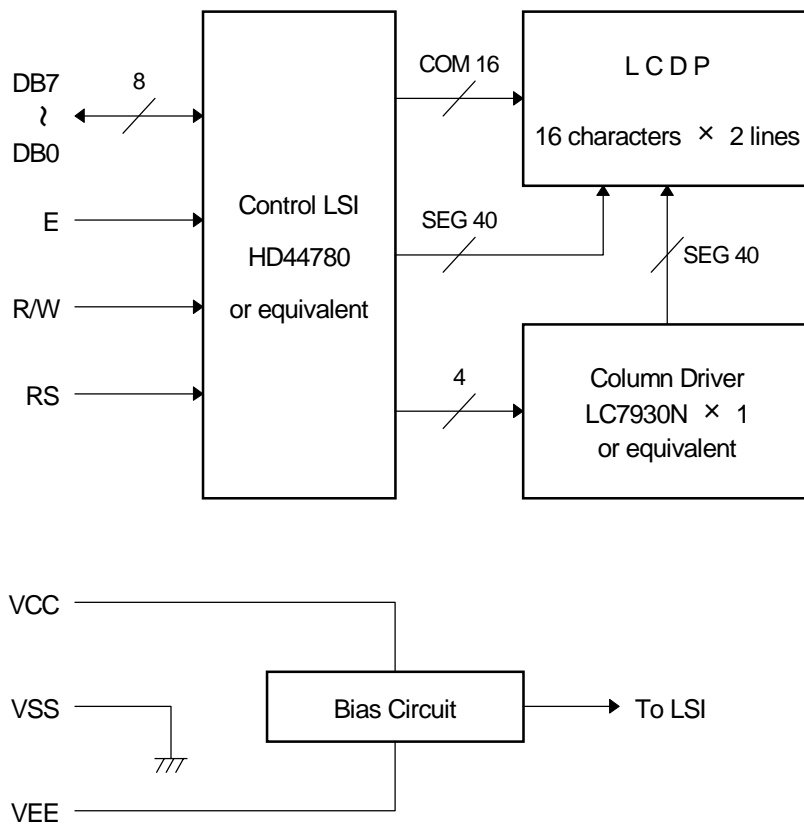 DB7
~
DB0
8
E
R/W
RS
Control LSI
HD44780
or equivalent
COM 16
SEG 40
4
L C D P
16 characters × 2 lines
SEG 40
Column Driver
LC7930N × 1
or equivalent
VCC
VSS
VEE
Bias Circuit
To LSI